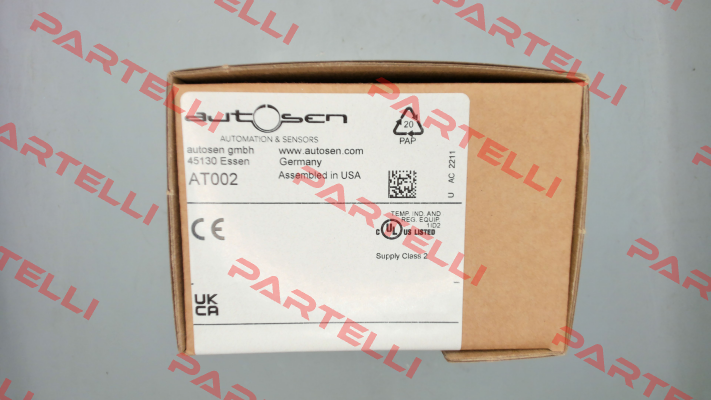 autosen
AUTOMATION & SENSORS
autosen gmbh www.autosen.com
45130 Essen Germany
AT002 Assembled in USA
20
PAP
U AC 2211
CE
TEMP. IND. AND
REG. EQUIP.
1ID2
C UL US LISTED
Supply Class 2
UK
CA
PARTELLI
PARTELLI
PARTELLI
PARTELLI
PARTELLI
PARTELLI
PARTELLI
PARTELLI
PARTELLI